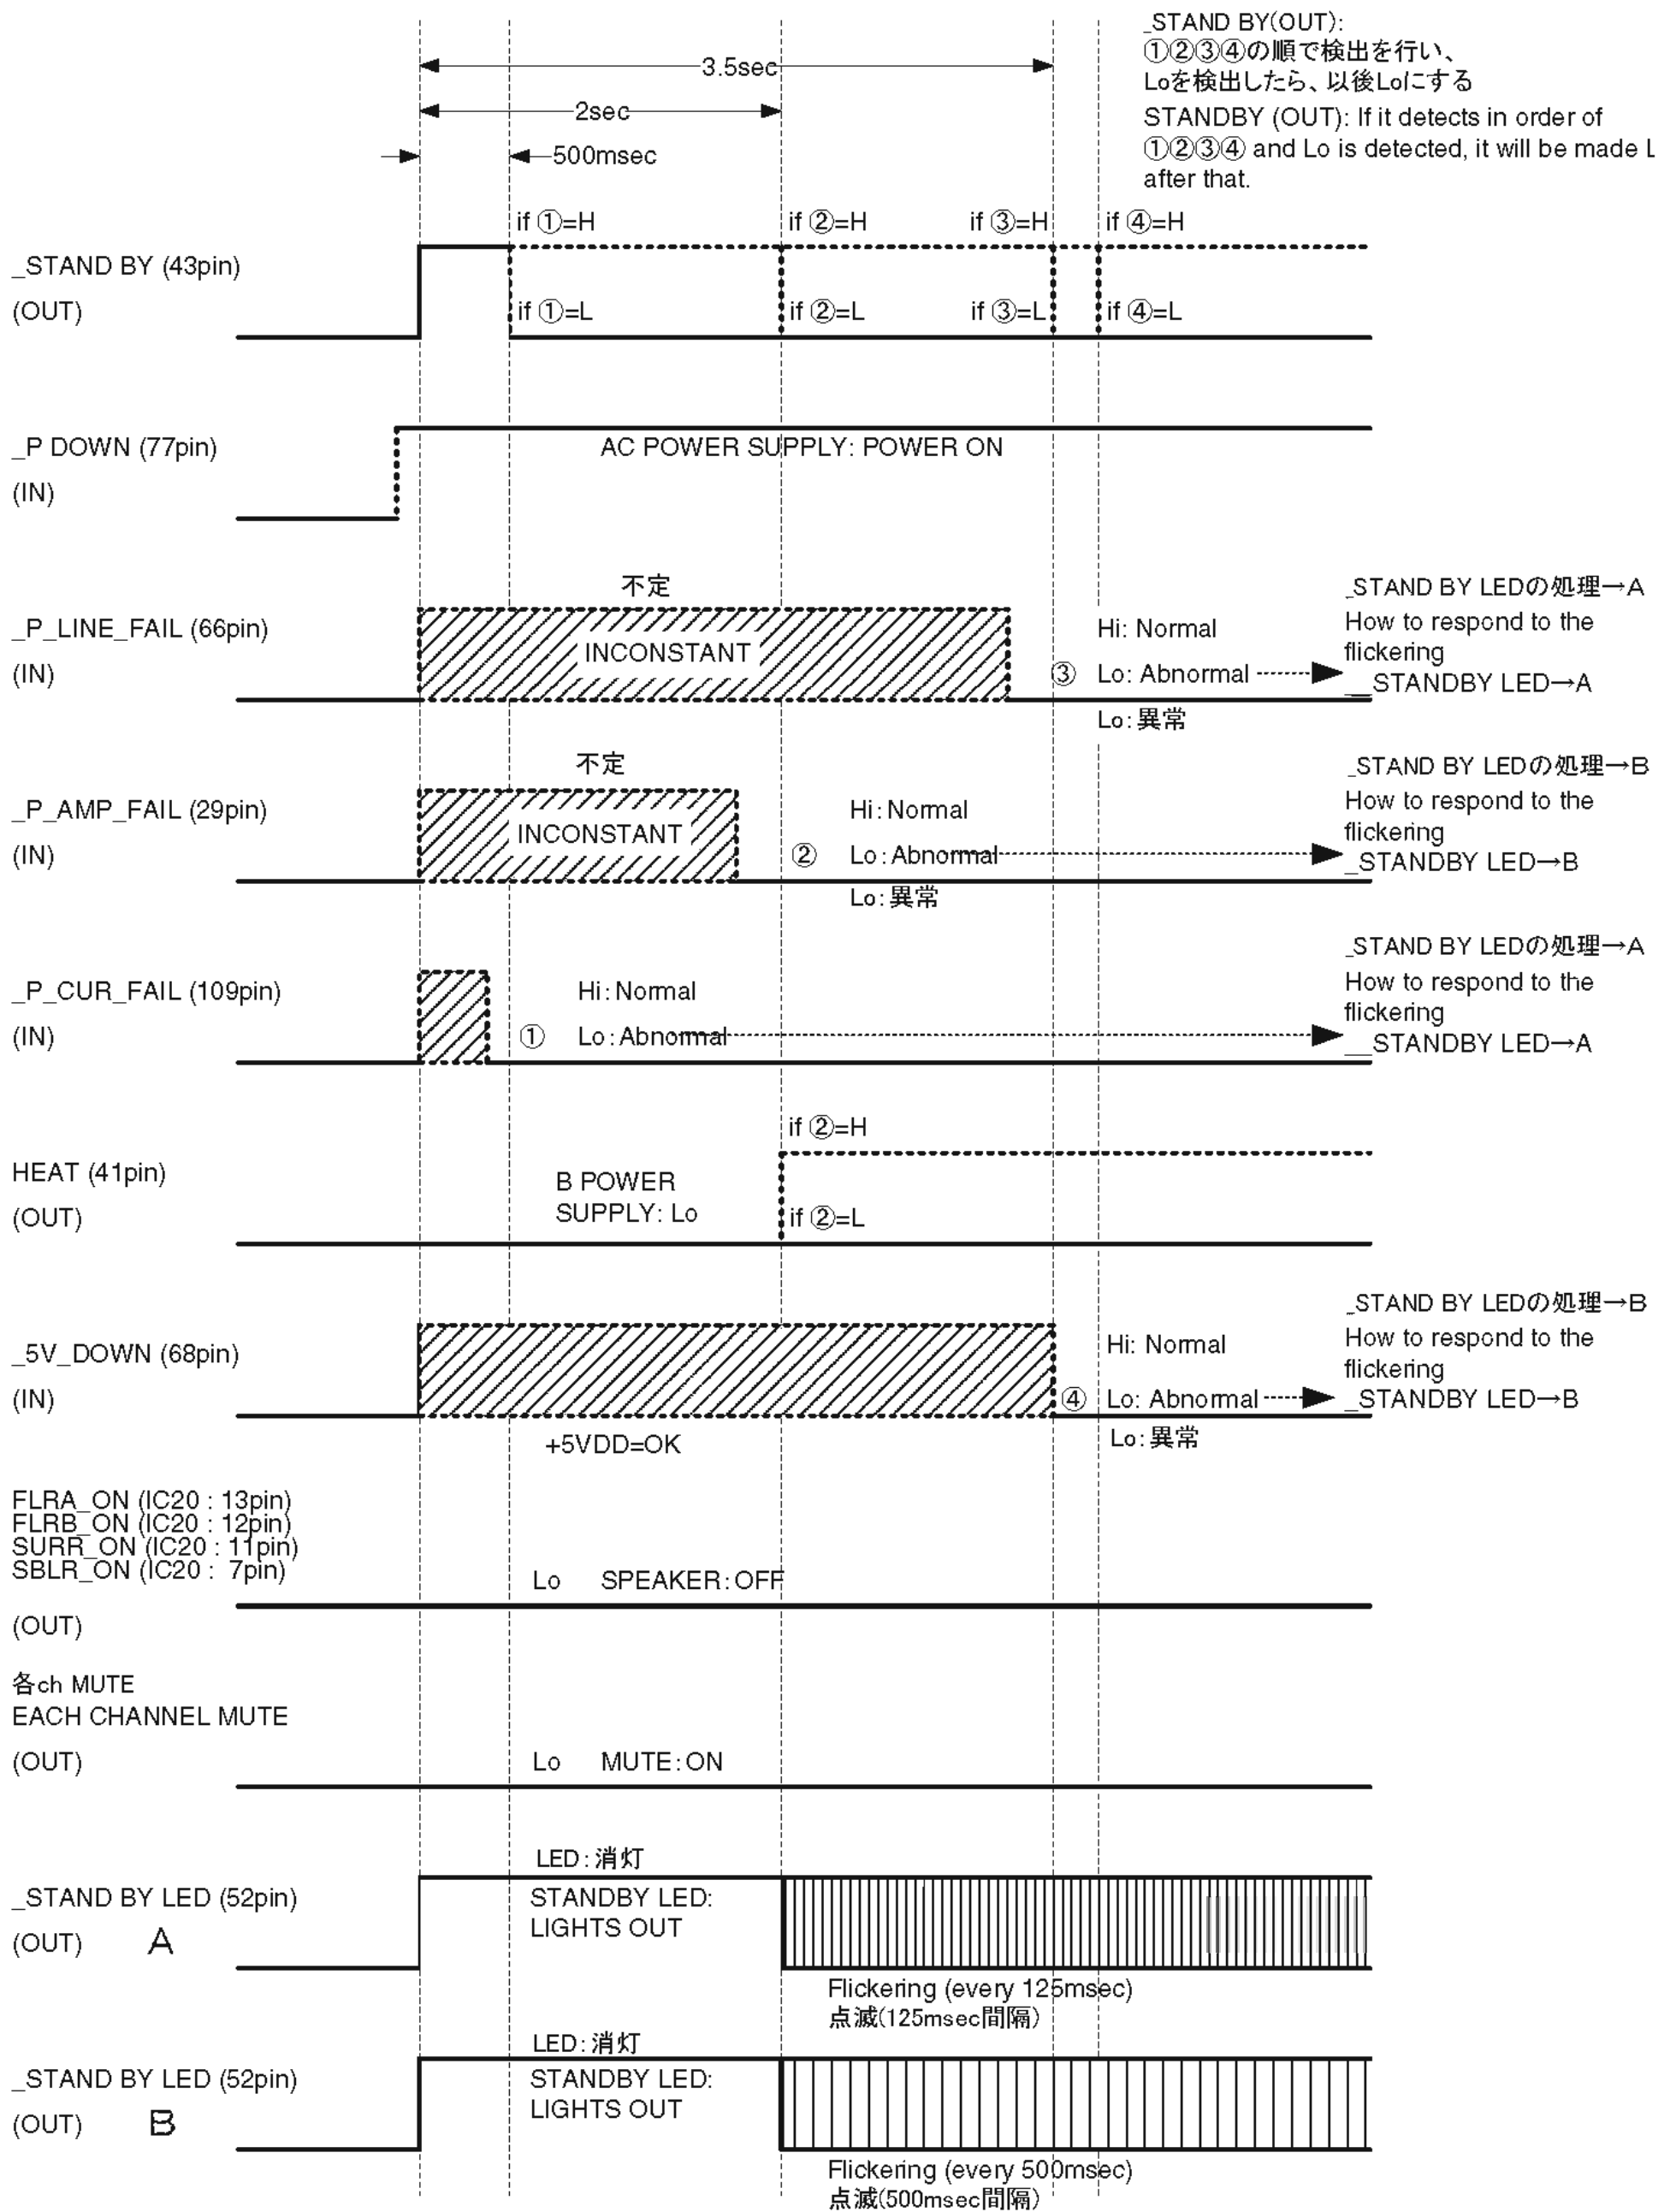 _STAND BY(OUT):
①②③④の順で検出を行い、
Loを検出したら、以後Loにする
STANDBY (OUT): If it detects in order of
①②③④ and Lo is detected, it will be made L
after that.
3.5sec
2sec
500msec
if ①=H
if ②=H
if ③=H
if ④=H
_STAND BY (43pin)
(OUT)
if ①=L
if ②=L
if ③=L
if ④=L
_P DOWN (77pin)
(IN)
AC POWER SUPPLY: POWER ON
不定
_P_LINE_FAIL (66pin)
(IN)
INCONSTANT
③
Hi: Normal
Lo: Abnormal
Lo: 異常
_STAND BY LEDの処理→A
How to respond to the
flickering
__STANDBY LED→A
不定
_P_AMP_FAIL (29pin)
(IN)
INCONSTANT
②
Hi: Normal
Lo: Abnormal
Lo: 異常
_STAND BY LEDの処理→B
How to respond to the
flickering
_STANDBY LED→B
_P_CUR_FAIL (109pin)
(IN)
①
Hi: Normal
Lo: Abnormal
_STAND BY LEDの処理→A
How to respond to the
flickering
__STANDBY LED→A
HEAT (41pin)
(OUT)
B POWER
SUPPLY: Lo
if ②=H
if ②=L
_5V_DOWN (68pin)
(IN)
+5VDD=OK
④
Hi: Normal
Lo: Abnormal
Lo: 異常
_STAND BY LEDの処理→B
How to respond to the
flickering
_STANDBY LED→B
FLRA_ON (IC20 : 13pin)
FLRB_ON (IC20 : 12pin)
SURR_ON (IC20 : 11pin)
SBLR_ON (IC20 : 7pin)
(OUT)
Lo SPEAKER: OFF
各ch MUTE
EACH CHANNEL MUTE
(OUT)
Lo MUTE: ON
LED: 消灯
_STAND BY LED (52pin)
(OUT) A
STANDBY LED:
LIGHTS OUT
Flickering (every 125msec)
点滅(125msec間隔)
LED: 消灯
_STAND BY LED (52pin)
(OUT) B
STANDBY LED:
LIGHTS OUT
Flickering (every 500msec)
点滅(500msec間隔)